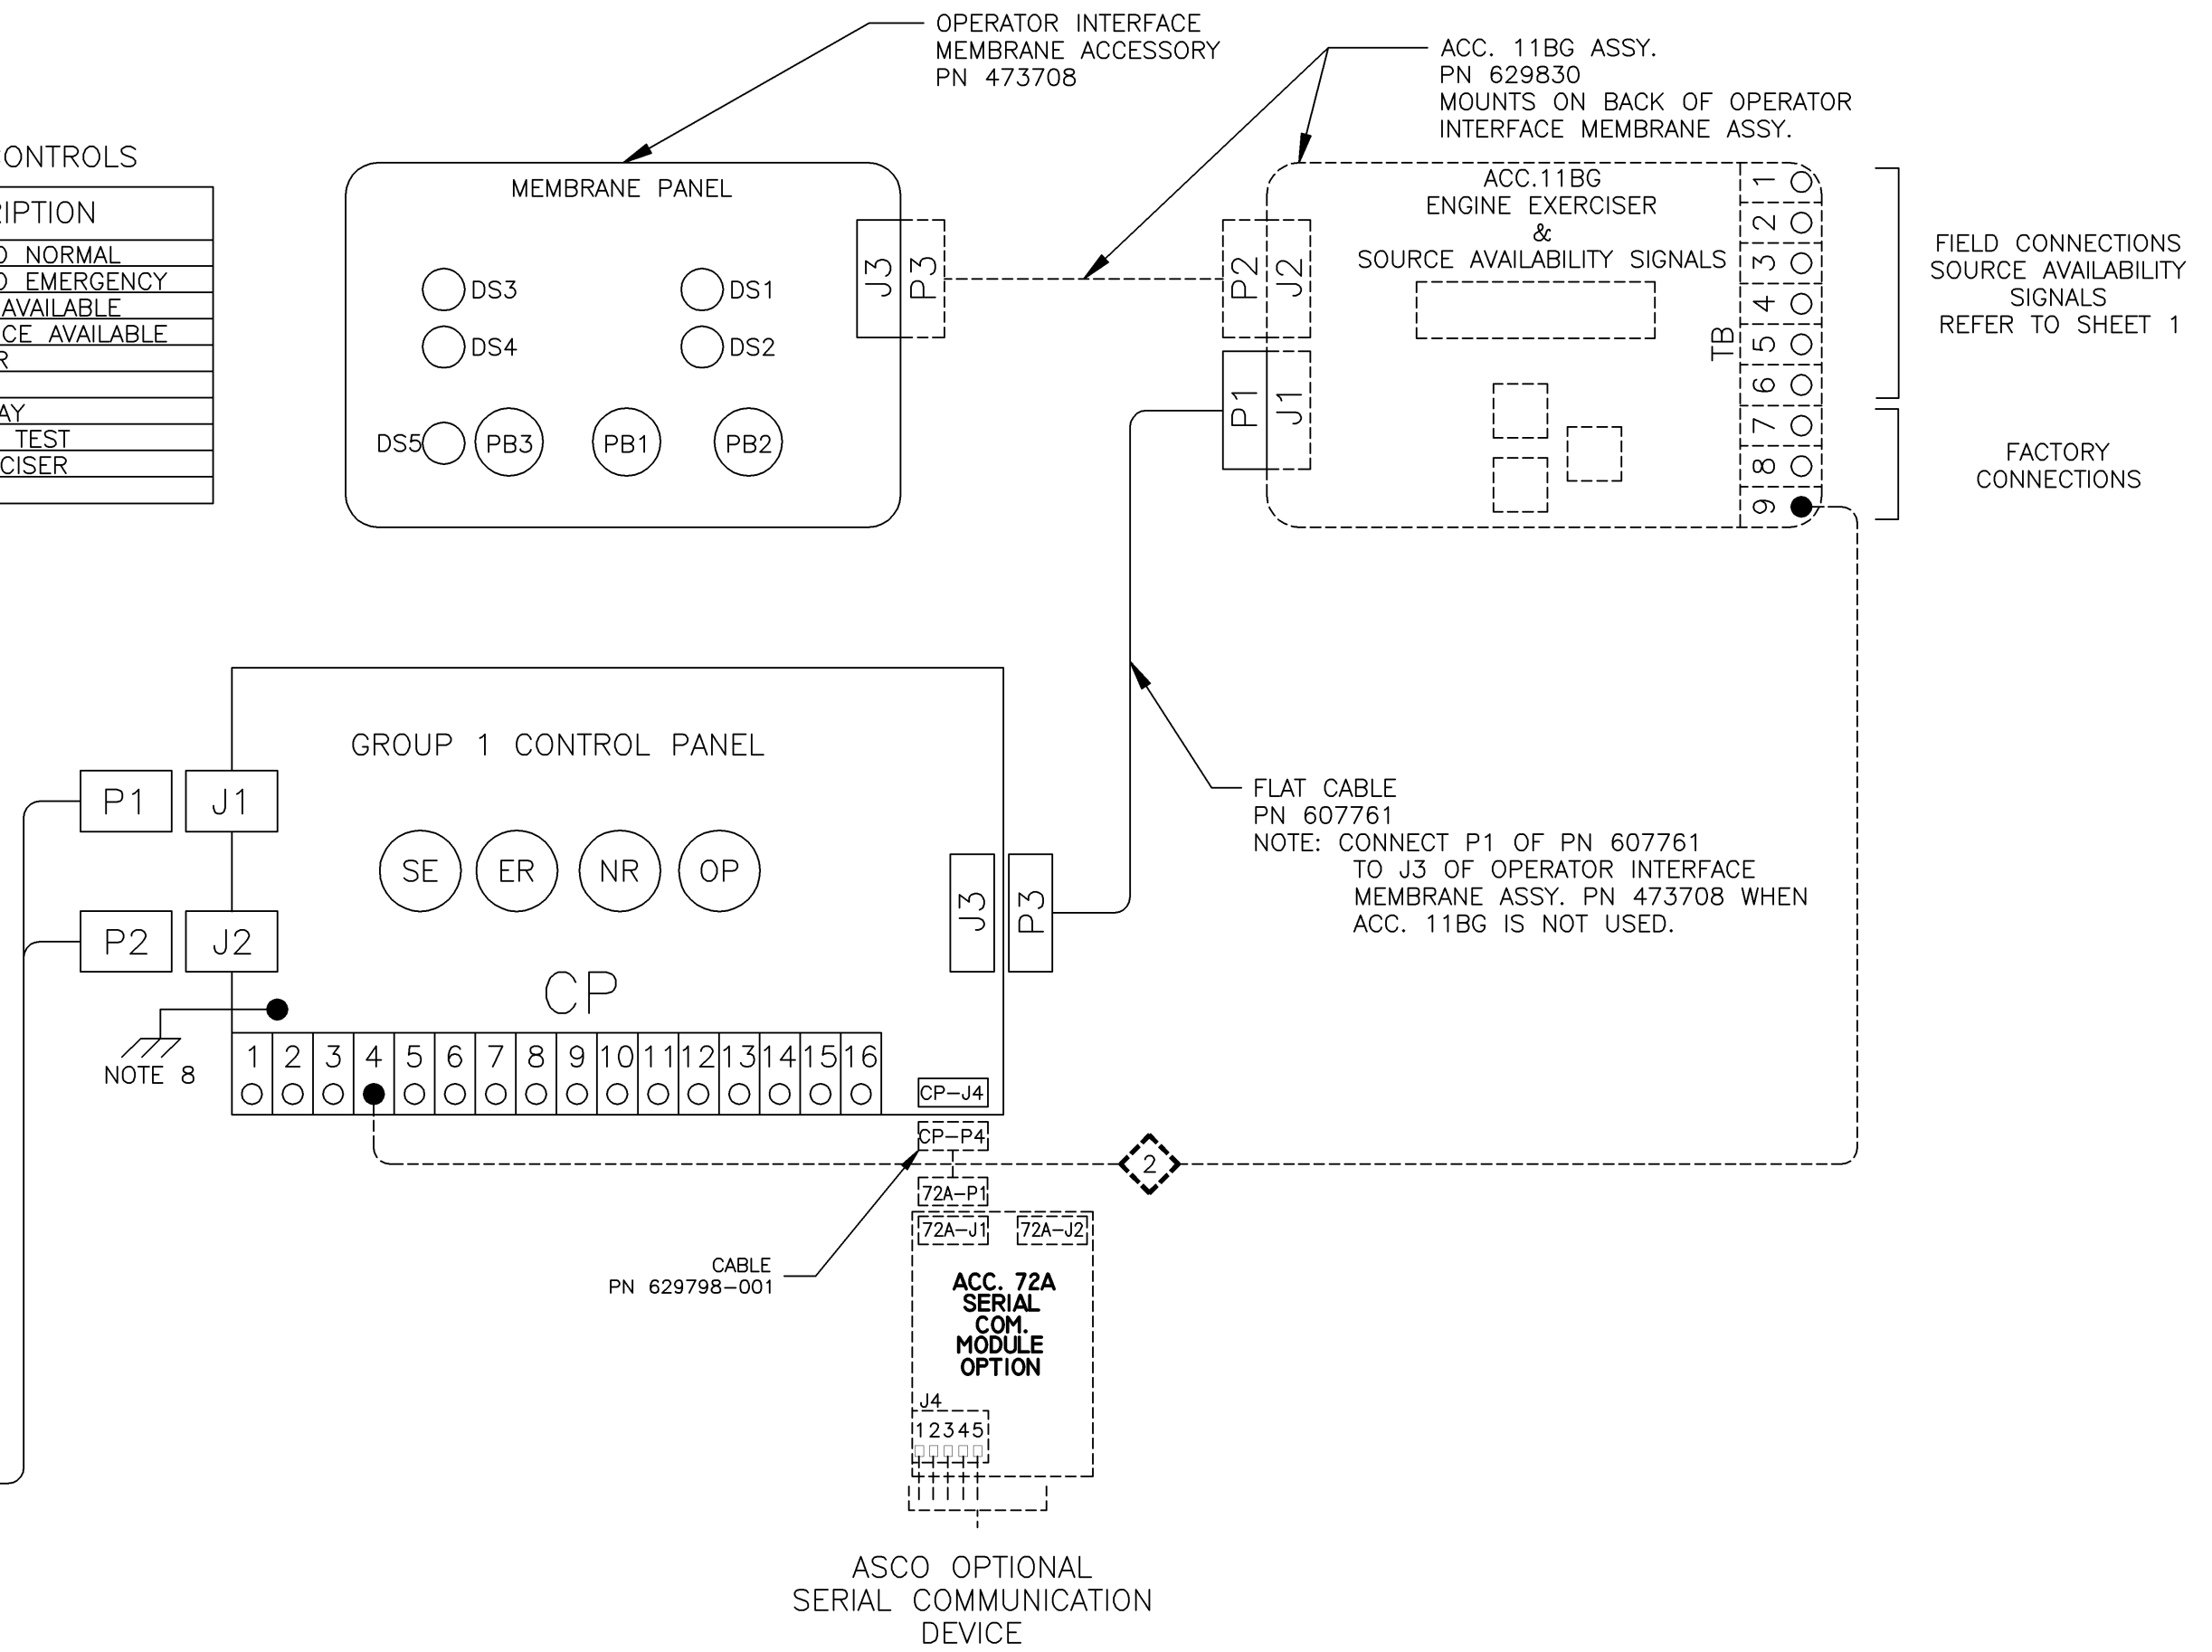 OPERATOR INTERFACE
MEMBRANE ACCESSORY
PN 473708
ACC. 11BG ASSY.
PN 629830
MOUNTS ON BACK OF OPERATOR
INTERFACE MEMBRANE ASSY.
CONTROLS
NORMAL
EMERGENCY
AVAILABLE
AVAILABLE
TEST
MEMBRANE PANEL
DS3
DS1
DS4
DS2
DS5
PB3
PB1
PB2
J3
P3
P2
J2
P1
J1
ACC.11BG
ENGINE EXERCISER
&
SOURCE AVAILABILITY SIGNALS
TB
1
2
3
4
5
6
7
8
9
FIELD CONNECTIONS
SOURCE AVAILABILITY
SIGNALS
REFER TO SHEET 1
FACTORY
CONNECTIONS
GROUP 1 CONTROL PANEL
P1
J1
SE
ER
NR
OP
P2
J2
J3
P3
CP
NOTE 8
1 2 3 4 5 6 7 8 9 10 11 12 13 14 15 16
FLAT CABLE
PN 607761
NOTE: CONNECT P1 OF PN 607761
TO J3 OF OPERATOR INTERFACE
MEMBRANE ASSY. PN 473708 WHEN
ACC. 11BG IS NOT USED.
CP-J4
CP-P4
2
72A-P1
72A-J1
72A-J2
CABLE
PN 629798-001
ACC. 72A
SERIAL
COM.
MODULE
OPTION
J4
1 2 3 4 5
ASCO OPTIONAL
SERIAL COMMUNICATION
DEVICE